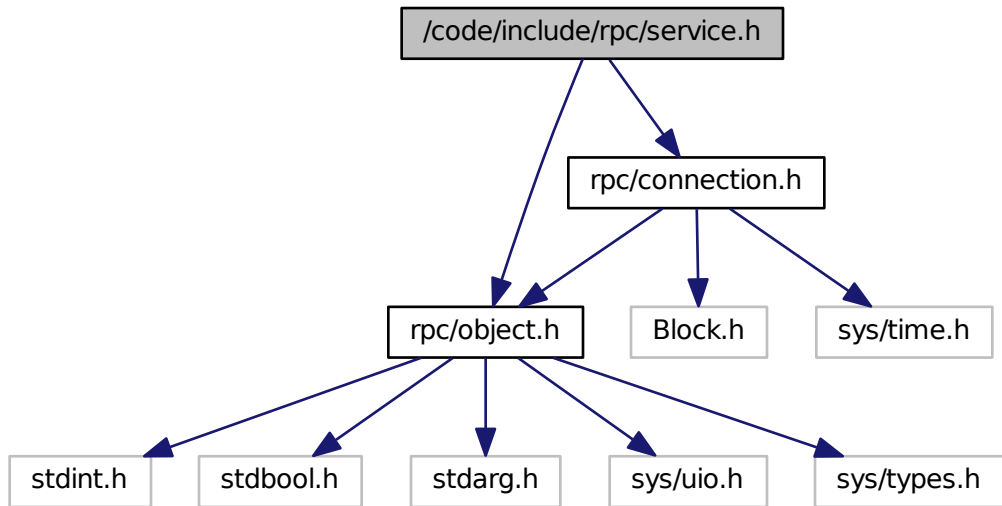 /code/include/rpc/service.h
rpc/connection.h
rpc/object.h
Block.h
sys/time.h
stdint.h
stdbool.h
stdarg.h
sys/uio.h
sys/types.h